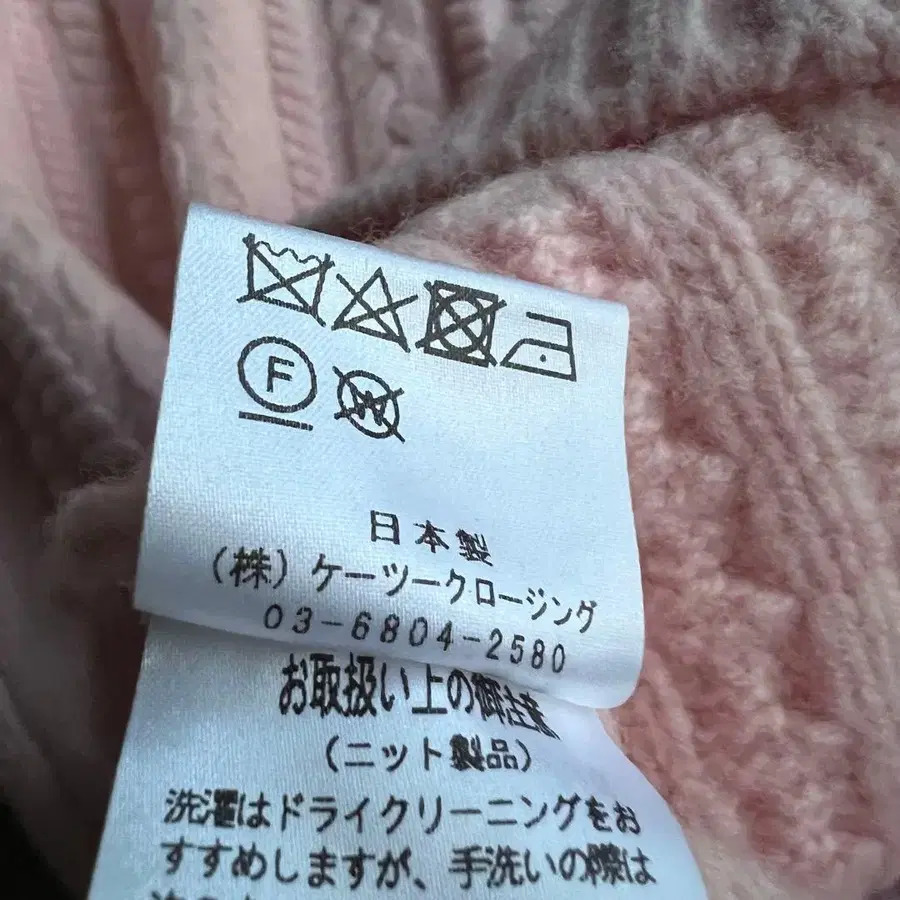 F
W
日本製
(株)ケーツークロージング
03-6804-2580
お取扱い上の御注意
(ニット製品)
洗濯はドライクリーニングをお
すすめしますが、手洗いの際は